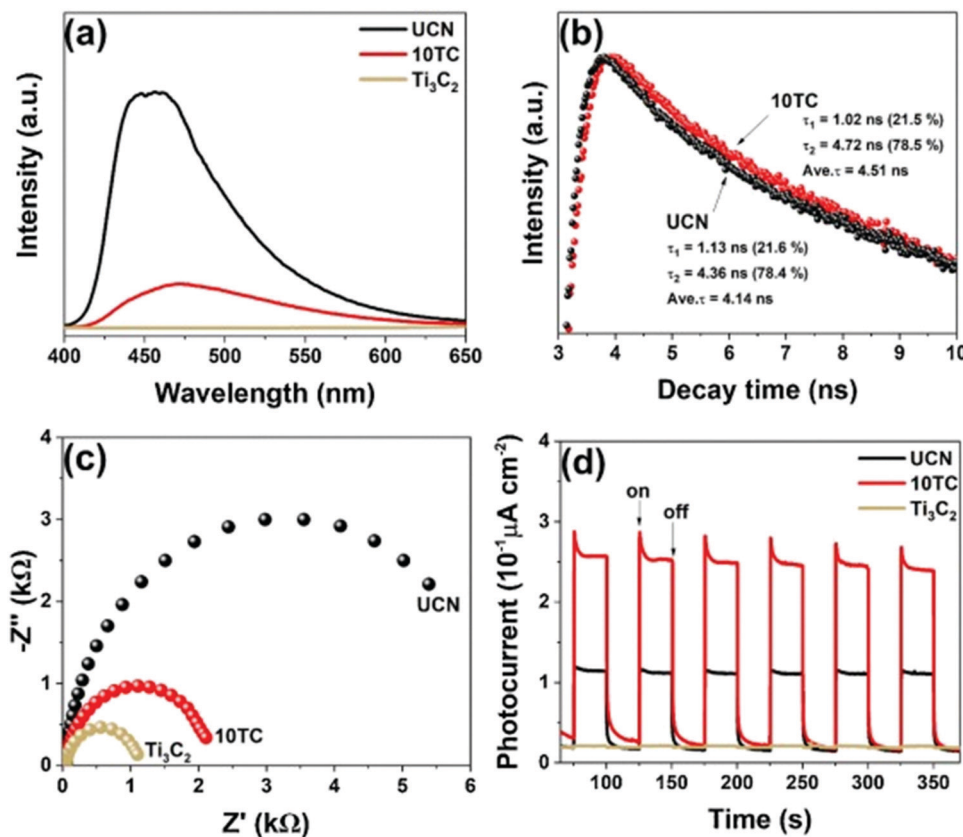 (a)
UCN
10TC
Ti₃C₂
Intensity (a.u.)
400 450 500 550 600 650
Wavelength (nm)
(b)
10TC
τ₁ = 1.02 ns (21.5 %)
τ₂ = 4.72 ns (78.5 %)
Ave.τ = 4.51 ns
UCN
τ₁ = 1.13 ns (21.6 %)
τ₂ = 4.36 ns (78.4 %)
Ave.τ = 4.14 ns
Intensity (a.u.)
3 4 5 6 7 8 9 10
Decay time (ns)
(c)
4
3
2
1
0
-Z" (kΩ)
UCN
10TC
Ti₃C₂
0 1 2 3 4 5 6
Z' (kΩ)
(d)
UCN
10TC
Ti₃C₂
on
off
4
3
2
1
0
Photocurrent (10⁻¹μA cm⁻²)
100 150 200 250 300 350
Time (s)